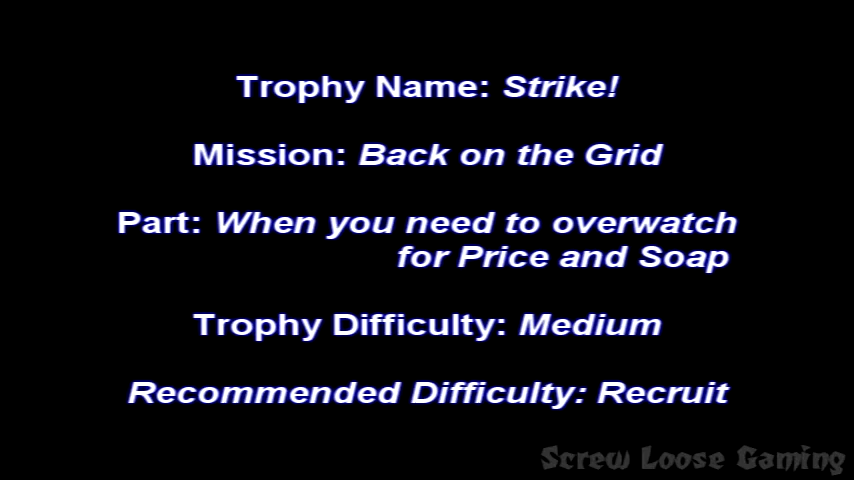 Trophy Name: Strike!
Mission: Back on the Grid
Part: When you need to overwatch
for Price and Soap
Trophy Difficulty: Medium
Recommended Difficulty: Recruit
Screw Loose Gaming